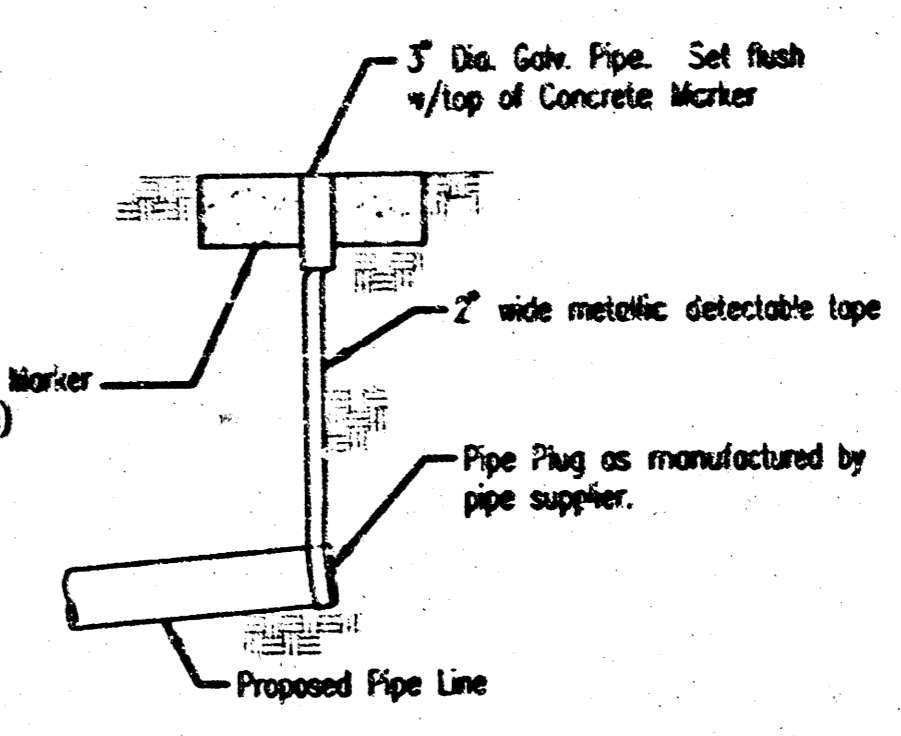 3" Dia. Galv. Pipe. Set flush
w/top of Concrete Marker
2" wide metallic detectable tape
Marker
)
Pipe Plug as manufactured by
pipe supplier.
Proposed Pipe Line